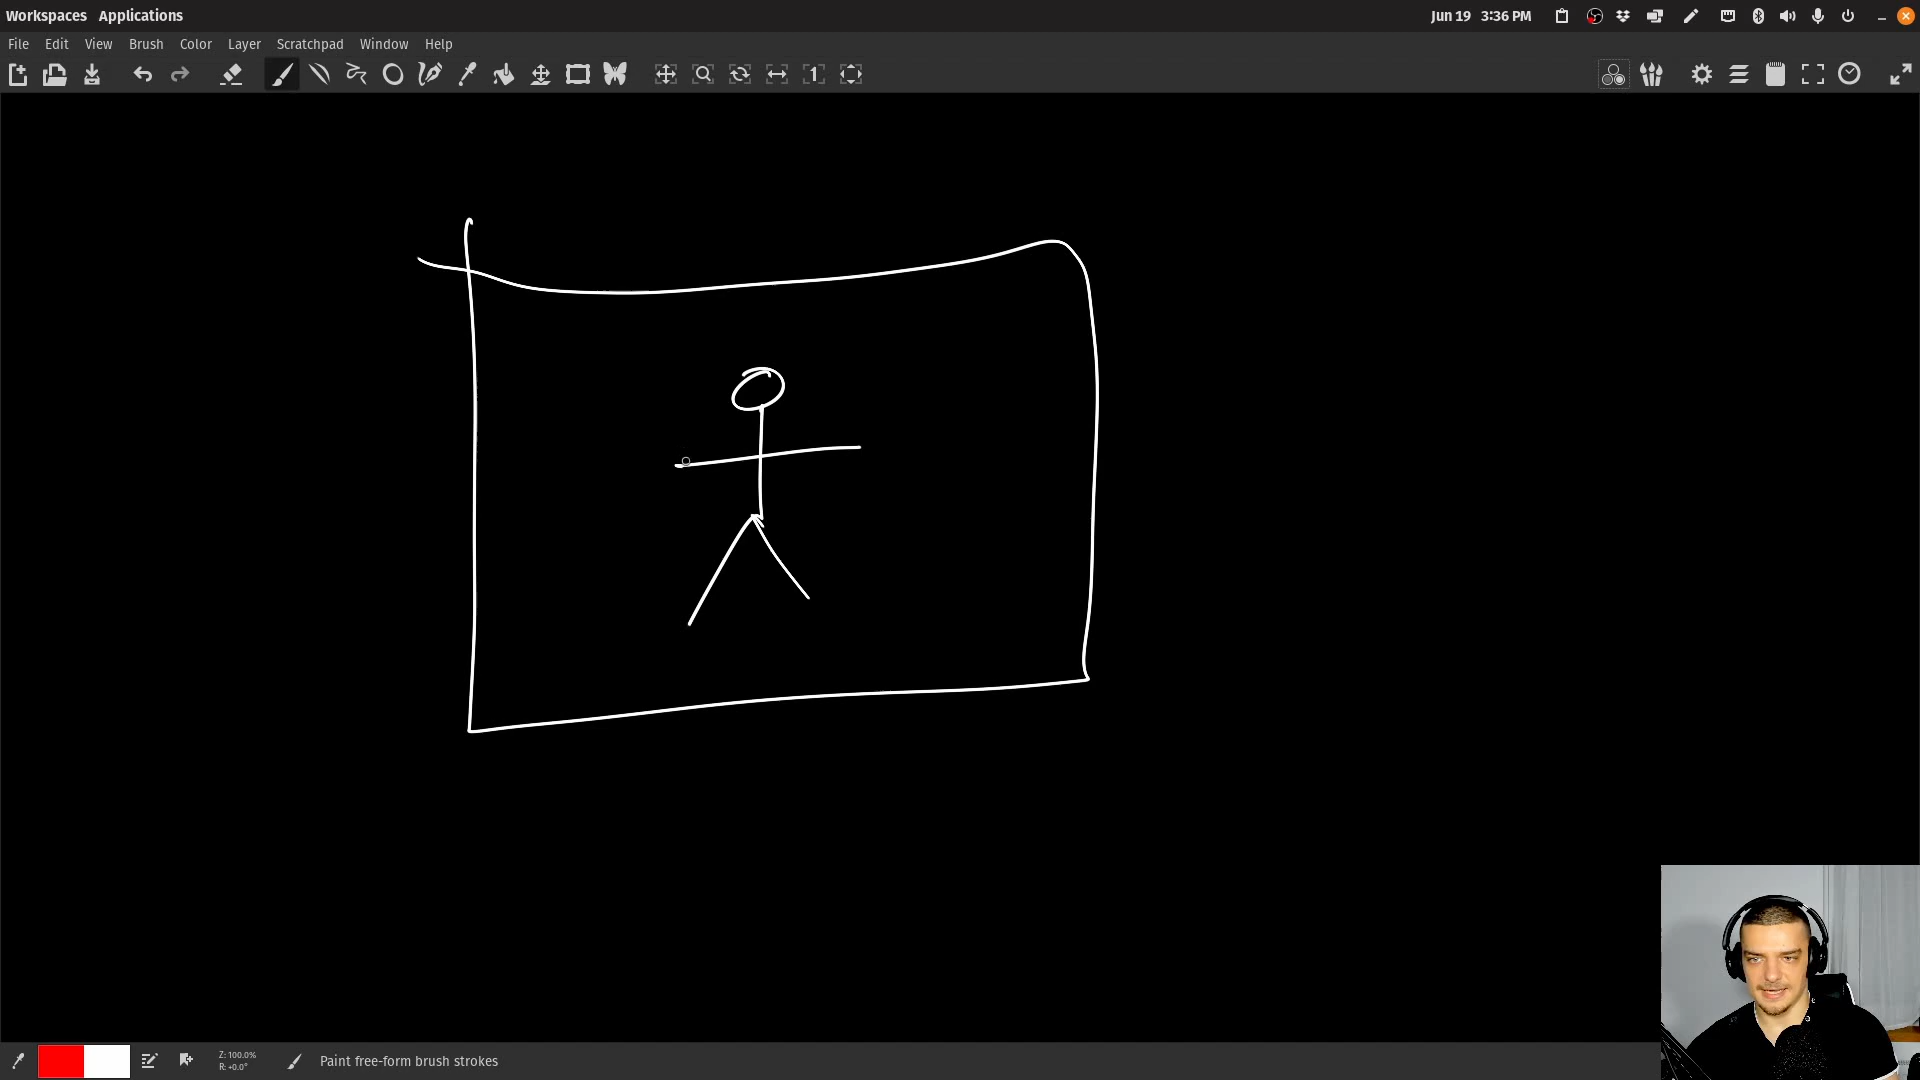 Workspaces Applications
Jun 19 3:36 PM
File Edit View Brush Color Layer Scratchpad Window Help
1
Z: 100.0%
R: +0.0°
Paint free-form brush strokes